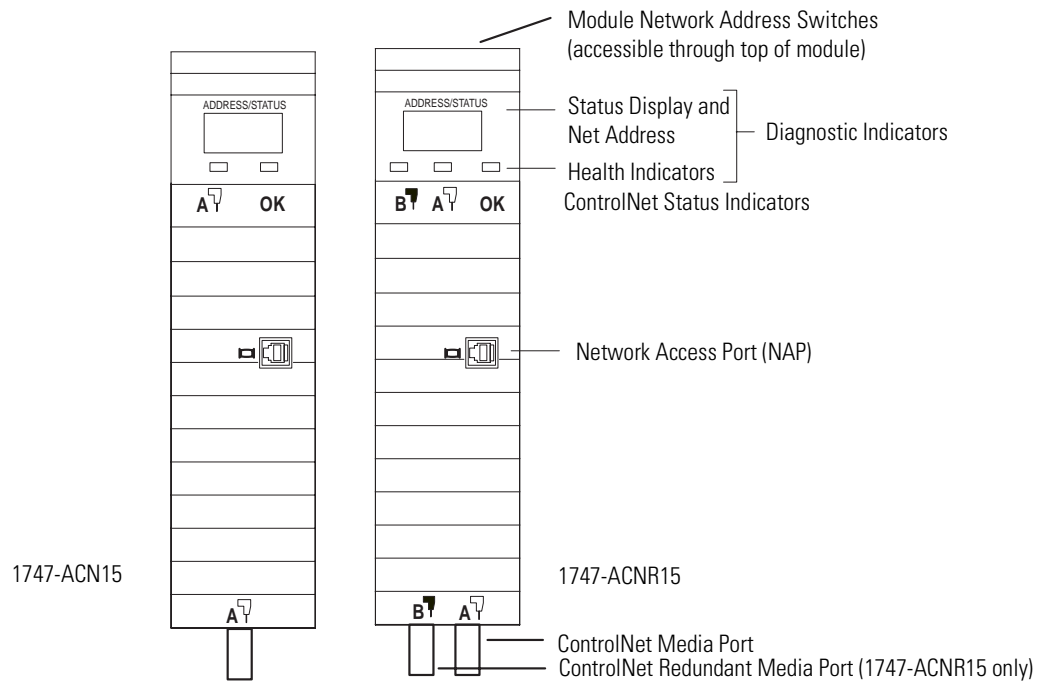 Module Network Address Switches
(accessible through top of module)
ADDRESS/STATUS
ADDRESS/STATUS
Status Display and
Net Address
Diagnostic Indicators
Health Indicators
ControlNet Status Indicators
A OK
B A OK
Network Access Port (NAP)
1747-ACN15
1747-ACNR15
A
B A
ControlNet Media Port
ControlNet Redundant Media Port (1747-ACNR15 only)